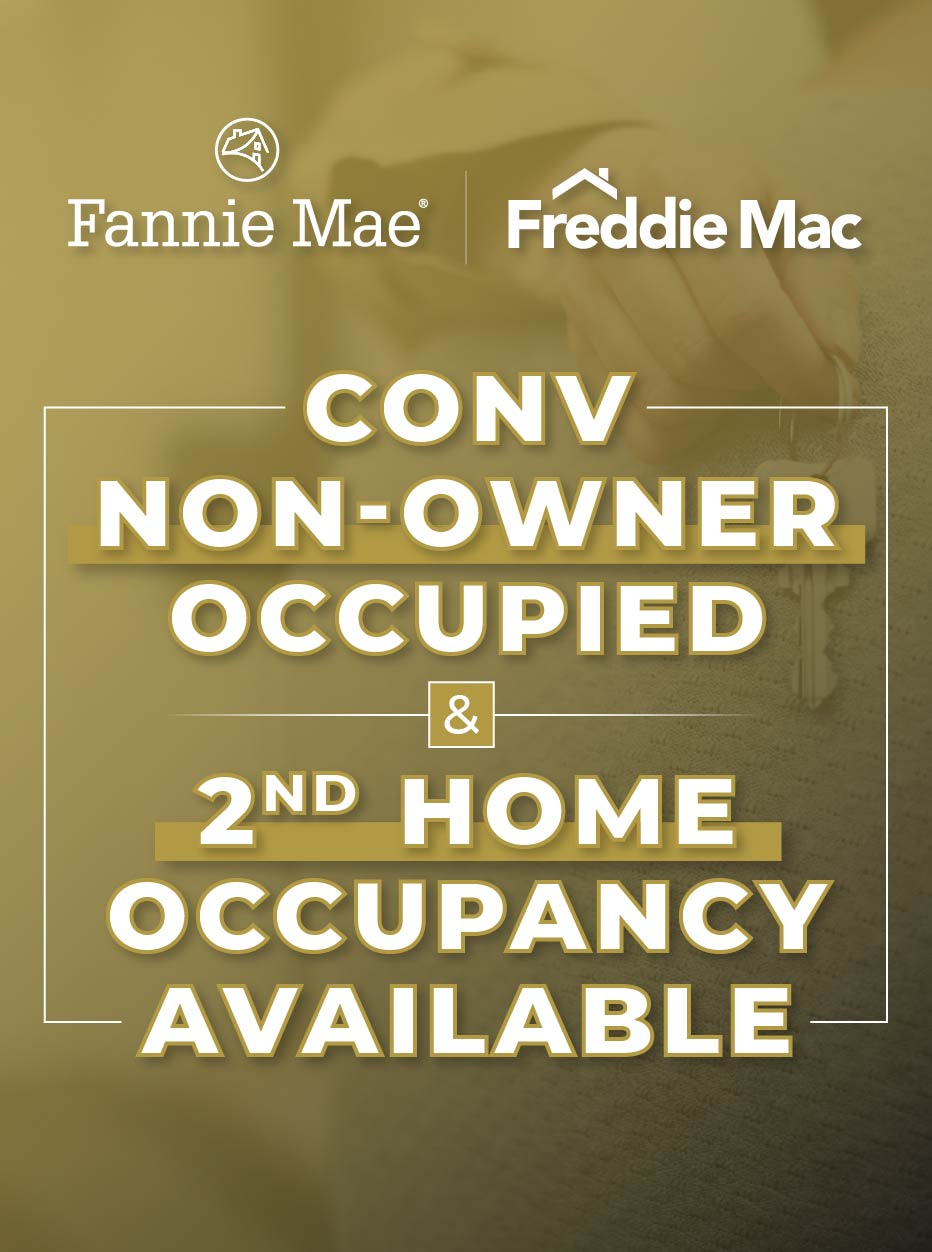 Fannie Mae® | Freddie Mac
CONV
NON-OWNER
OCCUPIED
&
2ND HOME
OCCUPANCY
AVAILABLE